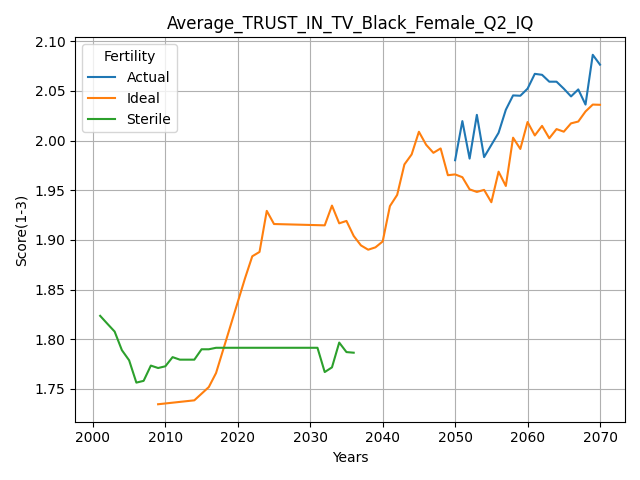 Average_TRUST_IN_TV_Black_Female_Q2_IQ
Fertility
Actual
Ideal
Sterile
Score(1-3)
2.10
2.05
2.00
1.95
1.90
1.85
1.80
1.75
2000 2010 2020 2030 2040 2050 2060 2070
Years